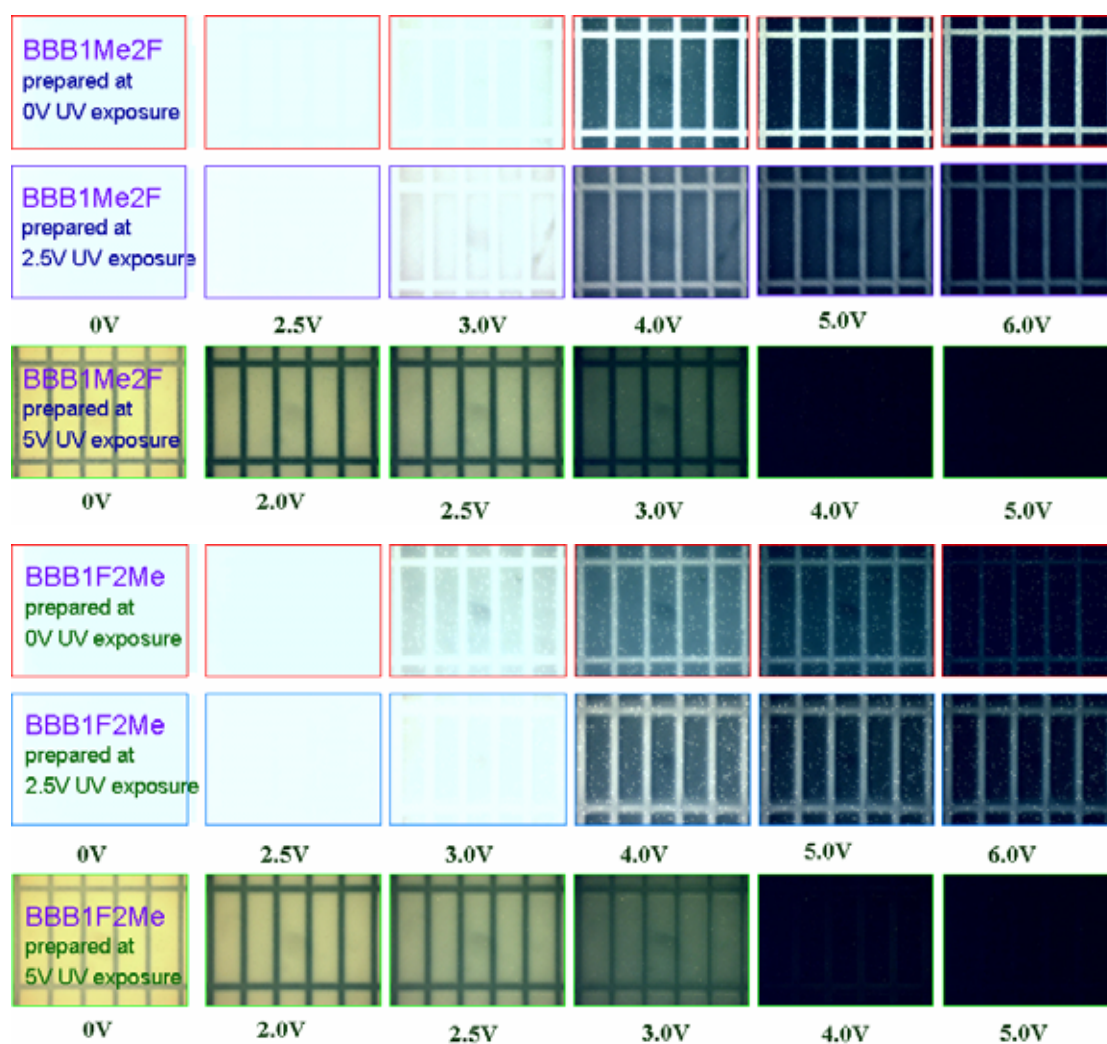 BBB1Me2F
prepared at
0V UV exposure
BBB1Me2F
prepared at
2.5V UV exposure
0V 2.5V 3.0V 4.0V 5.0V 6.0V
BBB1Me2F
prepared at
5V UV exposure
0V 2.0V 2.5V 3.0V 4.0V 5.0V
BBB1F2Me
prepared at
0V UV exposure
BBB1F2Me
prepared at
2.5V UV exposure
0V 2.5V 3.0V 4.0V 5.0V 6.0V
BBB1F2Me
prepared at
5V UV exposure
0V 2.0V 2.5V 3.0V 4.0V 5.0V